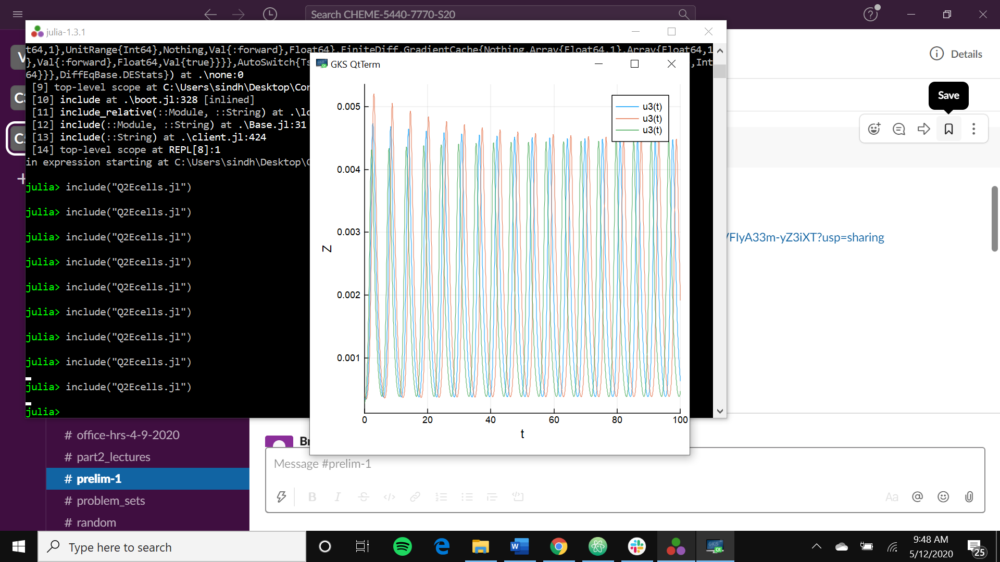 Search CHEME-5440-7770-S20
julia-1.3.1
t64,1},UnitRange{Int64},Nothing,Val{:forward},Float64},FiniteDiff.GradientCache{Nothing,Array{Float64,1},Array{Float64,1
},Val{:forward},Float64,Val{true}}}},AutoSwitch{Ts
,Int
64}}},DiffEqBase.DEStats}) at .\none:0
[9] top-level scope at C:\Users\sindh\Desktop\Cor
[10] include at .\boot.jl:328 [inlined]
[11] include_relative(::Module, ::String) at .\lo
[12] include(::Module, ::String) at .\Base.jl:31
[13] include(::String) at .\client.jl:424
[14] top-level scope at REPL[8]:1
in expression starting at C:\Users\sindh\Desktop\C
julia> include("Q2Ecells.jl")
julia> include("Q2Ecells.jl")
julia> include("Q2Ecells.jl")
julia> include("Q2Ecells.jl")
julia> include("Q2Ecells.jl")
julia> include("Q2Ecells.jl")
julia> include("Q2Ecells.jl")
julia> include("Q2Ecells.jl")
julia> include("Q2Ecells.jl")
julia>
GKS QtTerm
u3(t)
u3(t)
u3(t)
0.005
0.004
0.003
0.002
0.001
Z
0 20 40 60 80 100
t
Details
Save
FIyA33m-yZ3iXT?usp=sharing
V
# office-hrs-4-9-2020
# part2_lectures
# prelim-1
# problem_sets
# random
Message #prelim-1
Aa
Type here to search
9:48 AM
5/12/2020
25